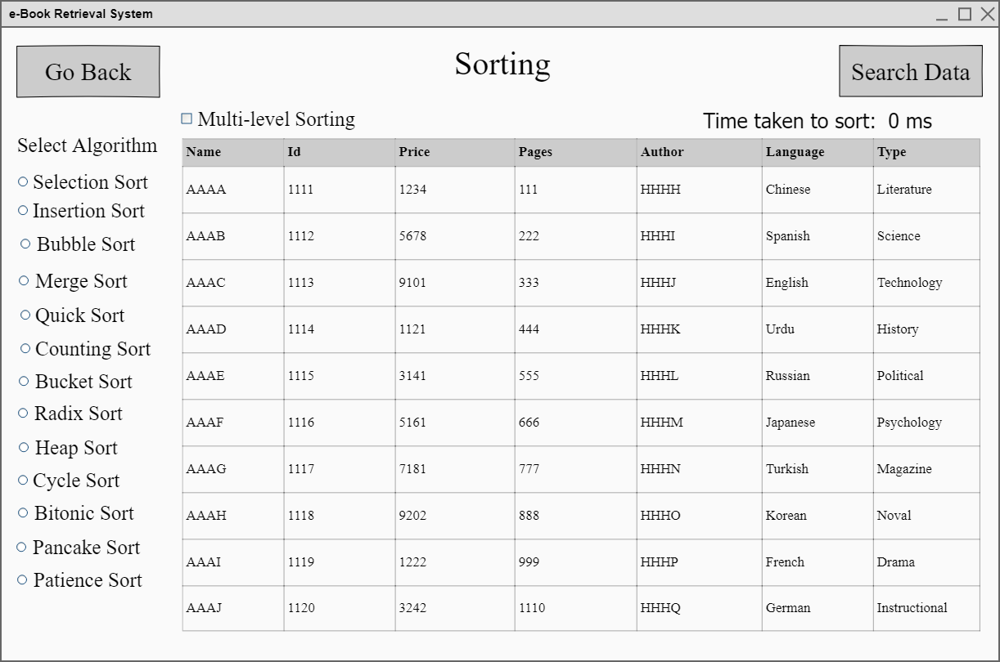 e-Book Retrieval System
Go Back
Sorting
Search Data
Multi-level Sorting
Time taken to sort: 0 ms
Select Algorithm
Selection Sort
Insertion Sort
Bubble Sort
Merge Sort
Quick Sort
Counting Sort
Bucket Sort
Radix Sort
Heap Sort
Cycle Sort
Bitonic Sort
Pancake Sort
Patience Sort
Name Id Price Pages Author Language Type
AAAA 1111 1234 111 HHHH Chinese Literature
AAAB 1112 5678 222 HHHI Spanish Science
AAAC 1113 9101 333 HHHJ English Technology
AAAD 1114 1121 444 HHHK Urdu History
AAAE 1115 3141 555 HHHL Russian Political
AAAF 1116 5161 666 HHHM Japanese Psychology
AAAG 1117 7181 777 HHHN Turkish Magazine
AAAH 1118 9202 888 HHHO Korean Noval
AAAI 1119 1222 999 HHHP French Drama
AAAJ 1120 3242 1110 HHHQ German Instructional